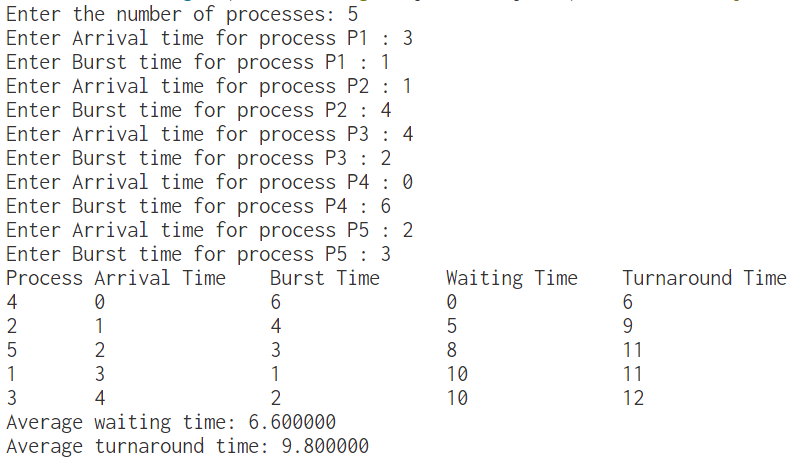 Enter the number of processes: 5
Enter Arrival time for process P1 : 3
Enter Burst time for process P1 : 1
Enter Arrival time for process P2 : 1
Enter Burst time for process P2 : 4
Enter Arrival time for process P3 : 4
Enter Burst time for process P3 : 2
Enter Arrival time for process P4 : 0
Enter Burst time for process P4 : 6
Enter Arrival time for process P5 : 2
Enter Burst time for process P5 : 3
Process Arrival Time    Burst Time      Waiting Time    Turnaround Time
4       0               6               0               6
2       1               4               5               9
5       2               3               8               11
1       3               1               10              11
3       4               2               10              12
Average waiting time: 6.600000
Average turnaround time: 9.800000